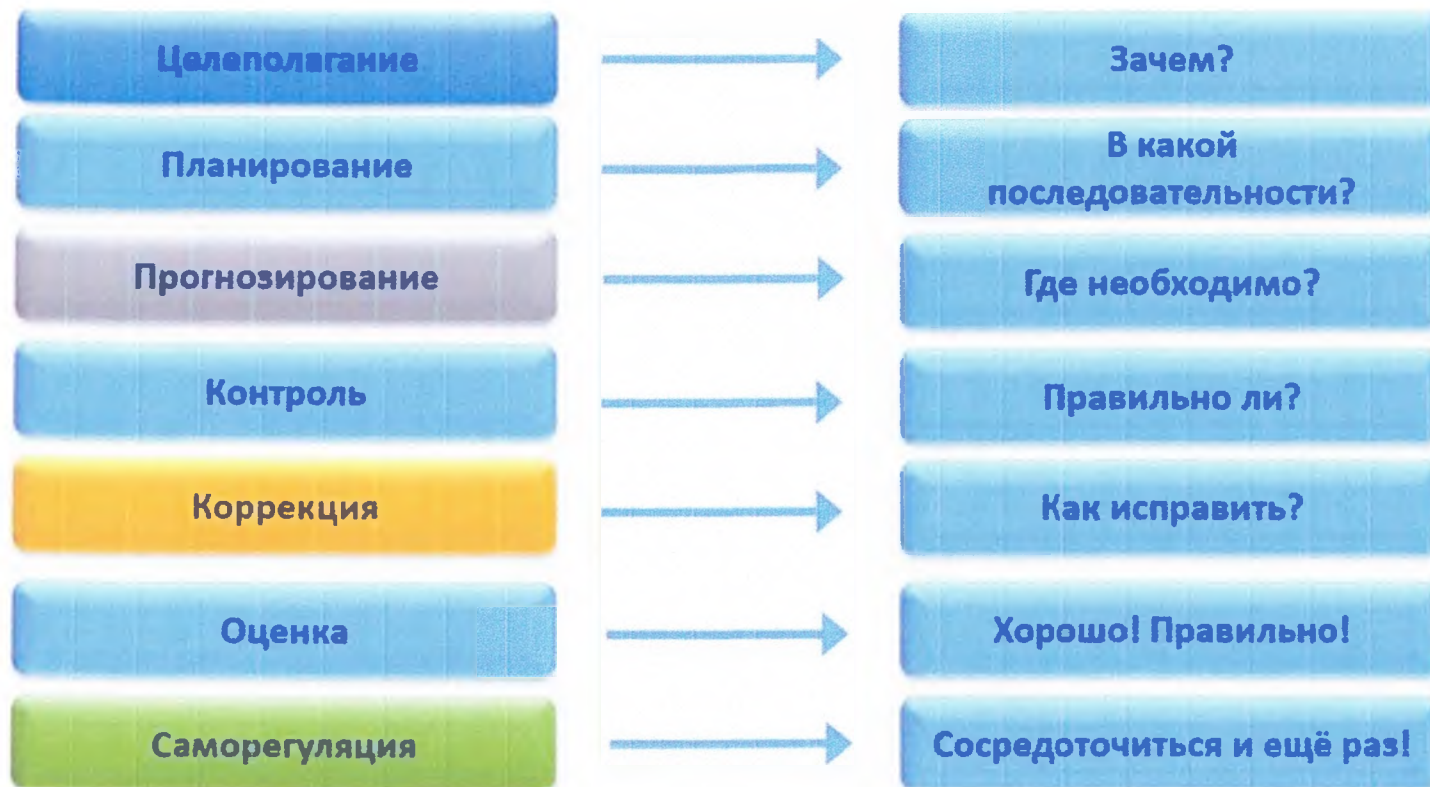 Целеполагание
Зачем?
Планирование
В какой
последовательности?
Прогнозирование
Где необходимо?
Контроль
Правильно ли?
Коррекция
Как исправить?
Оценка
Хорошо! Правильно!
Саморегуляция
Сосредоточиться и ещё раз!